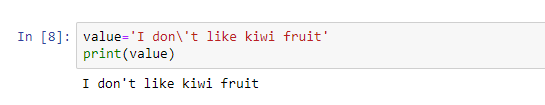 In [8]: value='I don\'t like kiwi fruit'
print(value)
I don't like kiwi fruit